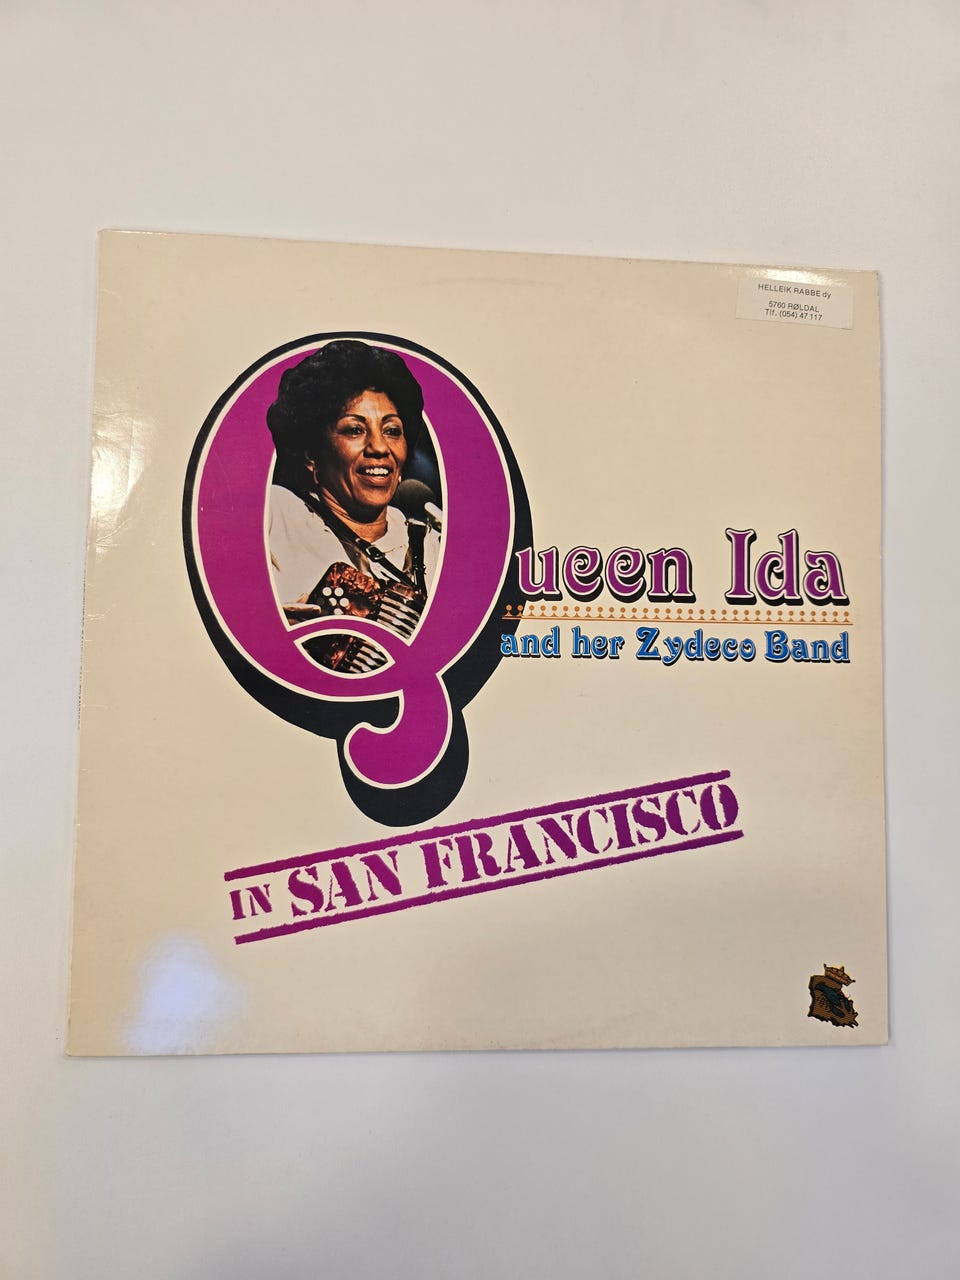 HELLEIK RABBE dy
5760 RØLDAL
Tlf. (054) 47 117
Queen Ida
and her Zydeco Band
IN SAN FRANCISCO